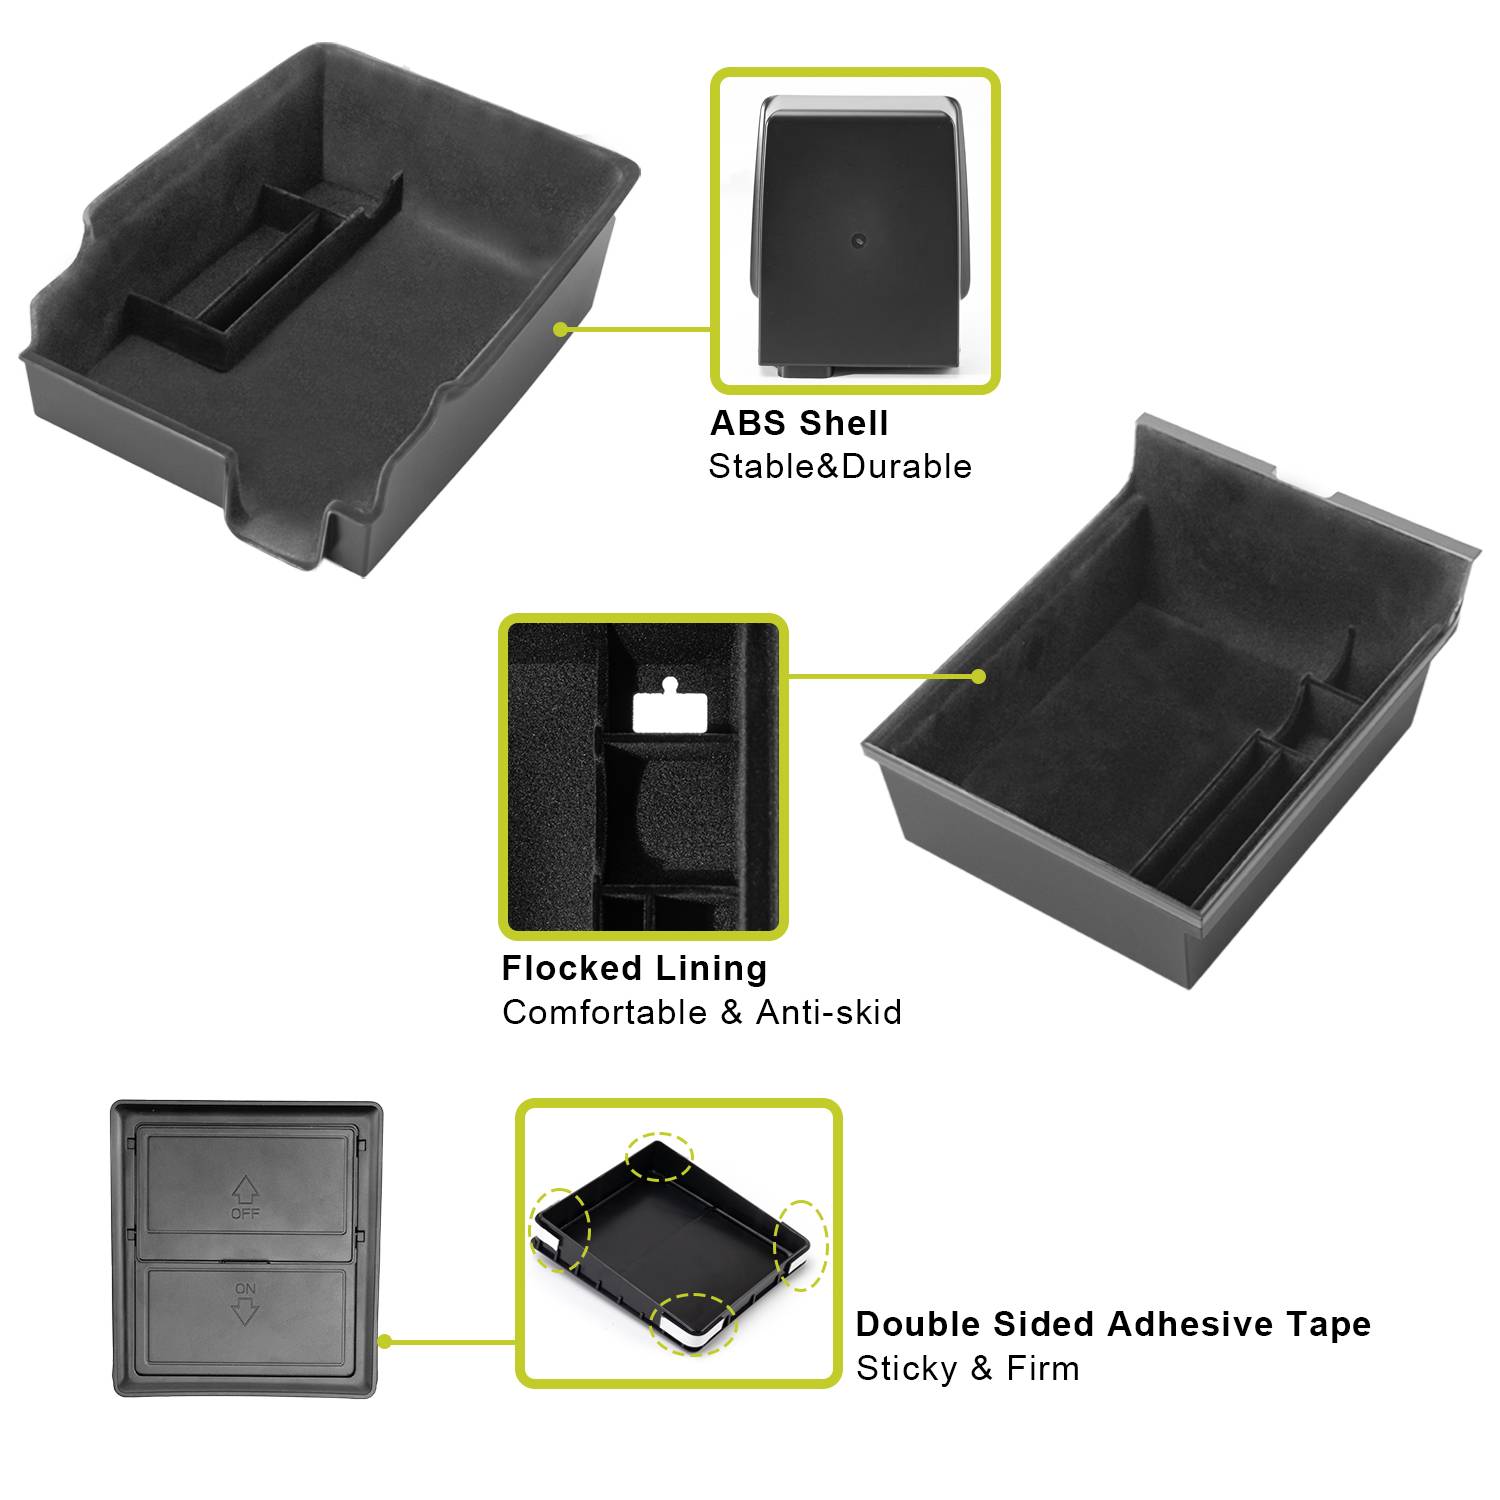 ABS Shell
Stable&Durable
Flocked Lining
Comfortable & Anti-skid
OFF
ON
Double Sided Adhesive Tape
Sticky & Firm